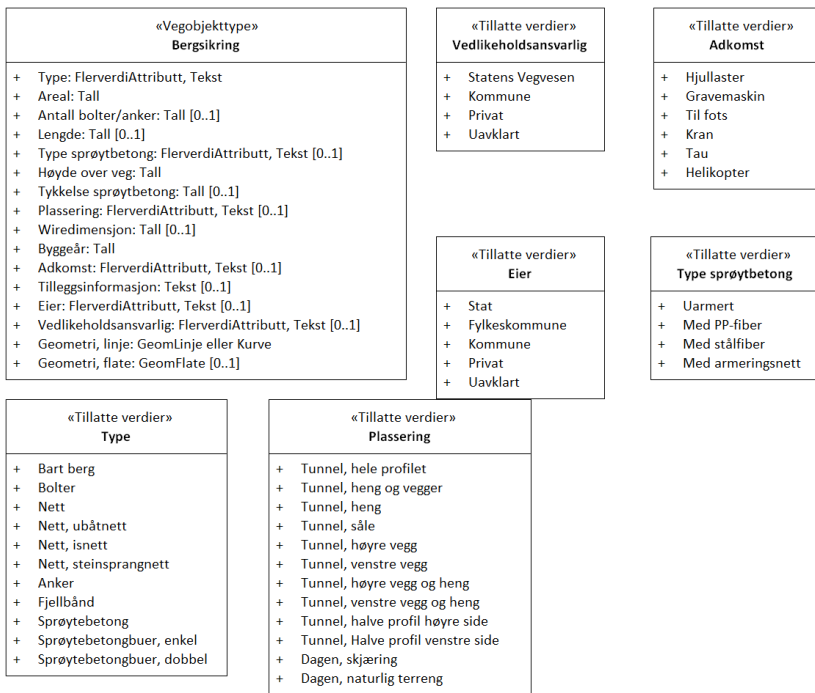 «Vegobjekttype»
Bergsikring
+ Type: FlerverdiAttributt, Tekst
+ Areal: Tall
+ Antall bolter/anker: Tall [0..1]
+ Lengde: Tall [0..1]
+ Type sprøytbetong: FlerverdiAttributt, Tekst [0..1]
+ Høyde over veg: Tall
+ Tykkelse sprøytbetong: Tall [0..1]
+ Plassering: FlerverdiAttributt, Tekst [0..1]
+ Wiredimensjon: Tall [0..1]
+ Byggeår: Tall
+ Adkomst: FlerverdiAttributt, Tekst [0..1]
+ Tilleggsinformasjon: Tekst [0..1]
+ Eier: FlerverdiAttributt, Tekst [0..1]
+ Vedlikeholdsansvarlig: FlerverdiAttributt, Tekst [0..1]
+ Geometri, linje: GeomLinje eller Kurve
+ Geometri, flate: GeomFlate [0..1]
«Tillatte verdier»
Vedlikeholdsansvarlig
+ Statens Vegvesen
+ Kommune
+ Privat
+ Uavklart
«Tillatte verdier»
Adkomst
+ Hjullaster
+ Gravemaskin
+ Til fots
+ Kran
+ Tau
+ Helikopter
«Tillatte verdier»
Eier
+ Stat
+ Fylkeskommune
+ Kommune
+ Privat
+ Uavklart
«Tillatte verdier»
Type sprøytbetong
+ Uarmert
+ Med PP-fiber
+ Med stålfiber
+ Med armeringsnett
«Tillatte verdier»
Type
+ Bart berg
+ Bolter
+ Nett
+ Nett, ubåtnett
+ Nett, isnett
+ Nett, steinsprangnett
+ Anker
+ Fjellbånd
+ Sprøytebetong
+ Sprøytebetongbuer, enkel
+ Sprøytebetongbuer, dobbel
«Tillatte verdier»
Plassering
+ Tunnel, hele profilet
+ Tunnel, heng og vegger
+ Tunnel, heng
+ Tunnel, såle
+ Tunnel, høyre vegg
+ Tunnel, venstre vegg
+ Tunnel, høyre vegg og heng
+ Tunnel, venstre vegg og heng
+ Tunnel, halve profil høyre side
+ Tunnel, Halve profil venstre side
+ Dagen, skjæring
+ Dagen, naturlig terreng